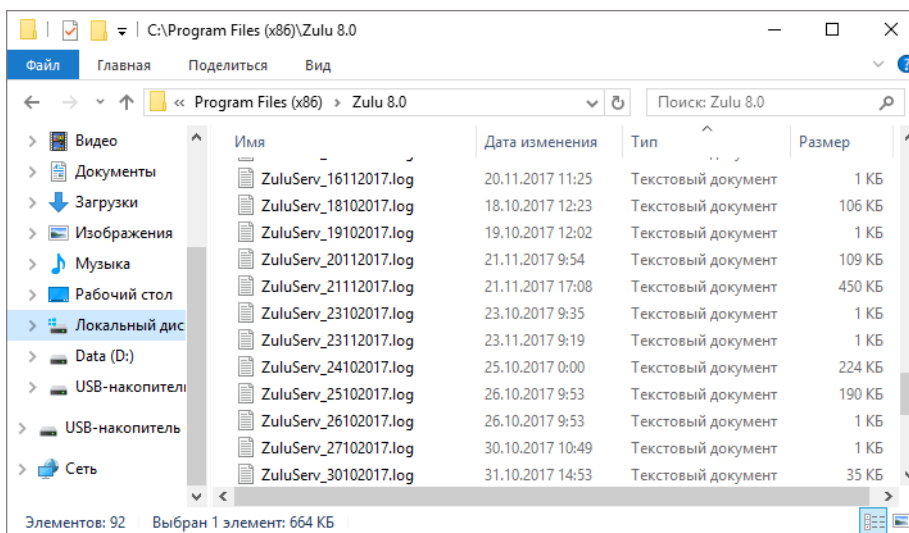 C:\Program Files (x86)\Zulu 8.0
Файл Главная Поделиться Вид
« Program Files (x86) › Zulu 8.0 Поиск: Zulu 8.0
Видео
Документы
Загрузки
Изображения
Музыка
Рабочий стол
Локальный дис
Data (D:)
USB-накопител
USB-накопитель
Сеть
Имя Дата изменения Тип Размер
ZuluServ_16112017.log 20.11.2017 11:25 Текстовый документ 1 КБ
ZuluServ_18102017.log 18.10.2017 12:23 Текстовый документ 106 КБ
ZuluServ_19102017.log 19.10.2017 12:02 Текстовый документ 1 КБ
ZuluServ_20112017.log 21.11.2017 9:54 Текстовый документ 109 КБ
ZuluServ_21112017.log 21.11.2017 17:08 Текстовый документ 450 КБ
ZuluServ_23102017.log 23.10.2017 9:35 Текстовый документ 1 КБ
ZuluServ_23112017.log 23.11.2017 9:19 Текстовый документ 1 КБ
ZuluServ_24102017.log 25.10.2017 0:00 Текстовый документ 224 КБ
ZuluServ_25102017.log 26.10.2017 9:53 Текстовый документ 190 КБ
ZuluServ_26102017.log 26.10.2017 9:53 Текстовый документ 1 КБ
ZuluServ_27102017.log 30.10.2017 10:49 Текстовый документ 1 КБ
ZuluServ_30102017.log 31.10.2017 14:53 Текстовый документ 35 КБ
Элементов: 92 Выбран 1 элемент: 664 КБ